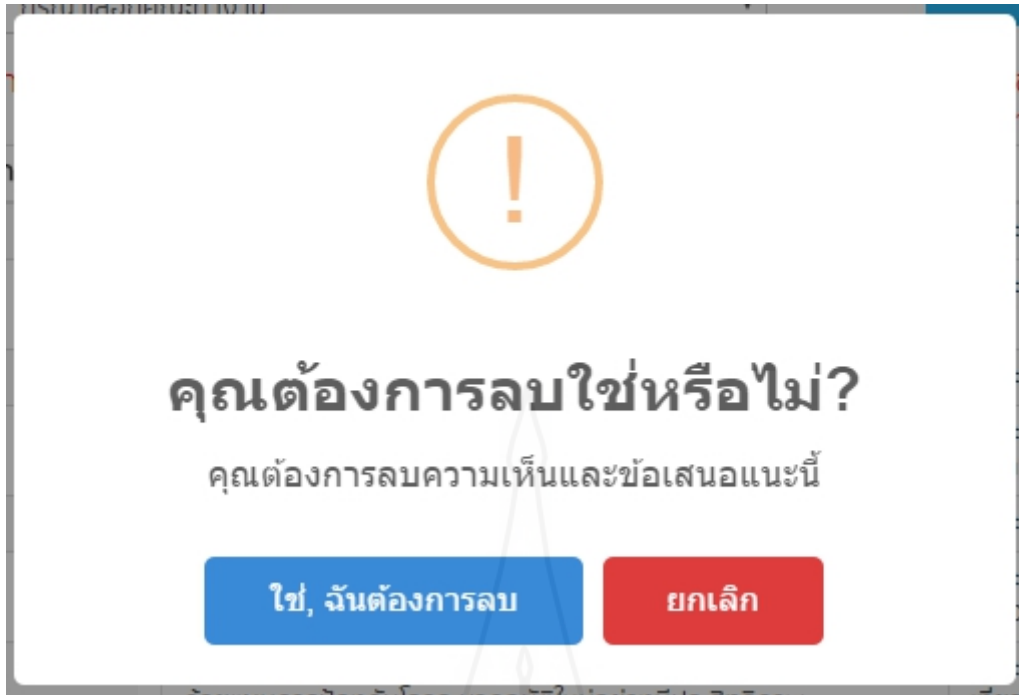 คุณต้องการลบใช่หรือไม่?
คุณต้องการลบความเห็นและข้อเสนอแนะนี้
ใช่, ฉันต้องการลบ
ยกเลิก